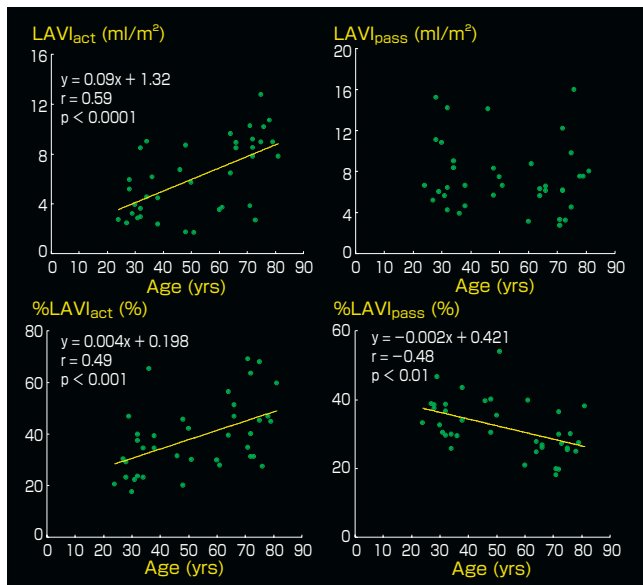 LAVIact (ml/m²)
16
12
8
4
0
y = 0.09x + 1.32
r = 0.59
p < 0.0001
0 10 20 30 40 50 60 70 80 90
Age (yrs)
LAVIpass (ml/m²)
20
16
12
8
4
0
0 10 20 30 40 50 60 70 80 90
Age (yrs)
%LAVIact (%)
80
60
40
20
0
y = 0.004x + 0.198
r = 0.49
p < 0.001
0 10 20 30 40 50 60 70 80 90
Age (yrs)
%LAVIpass (%)
60
40
20
0
y = −0.002x + 0.421
r = −0.48
p < 0.01
0 10 20 30 40 50 60 70 80 90
Age (yrs)